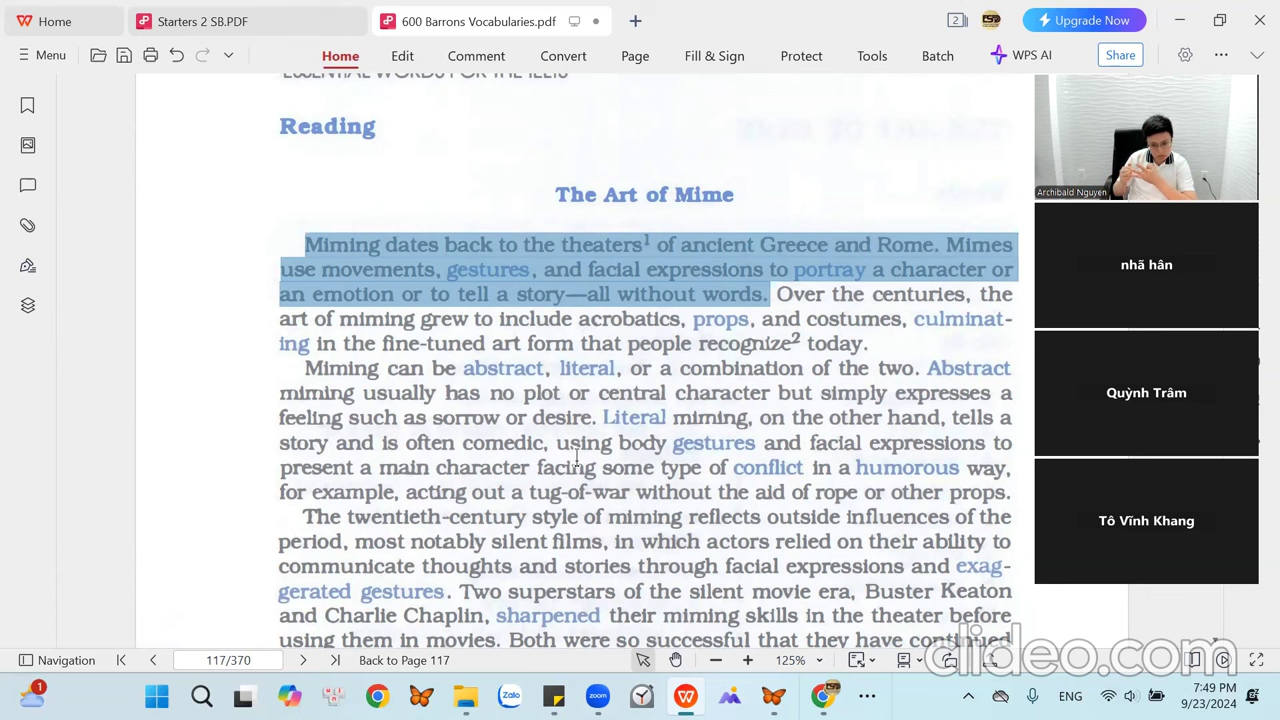 Home
Starters 2 SB.PDF
600 Barrons Vocabularies.pdf
2
Upgrade Now
Menu
Home Edit Comment Convert Page Fill & Sign Protect Tools Batch WPS AI Share
ESSENTIAL WORDS FOR THE IELTS
Reading
The Art of Mime
Miming dates back to the theaters1 of ancient Greece and Rome. Mimes
use movements, gestures, and facial expressions to portray a character or
an emotion or to tell a story—all without words. Over the centuries, the
art of miming grew to include acrobatics, props, and costumes, culminat-
ing in the fine-tuned art form that people recognize2 today.
Miming can be abstract, literal, or a combination of the two. Abstract
miming usually has no plot or central character but simply expresses a
feeling such as sorrow or desire. Literal miming, on the other hand, tells a
story and is often comedic, using body gestures and facial expressions to
present a main character facing some type of conflict in a humorous way,
for example, acting out a tug-of-war without the aid of rope or other props.
The twentieth-century style of miming reflects outside influences of the
period, most notably silent films, in which actors relied on their ability to
communicate thoughts and stories through facial expressions and exag-
gerated gestures. Two superstars of the silent movie era, Buster Keaton
and Charlie Chaplin, sharpened their miming skills in the theater before
using them in movies. Both were so successful that they have continued
Archibald Nguyen
nhã hân
Quỳnh Trâm
Tô Vĩnh Khang
clideo.com
Navigation
117/370
Back to Page 117
125%
1
Zalo
zoom
ENG
7:49 PM
9/23/2024